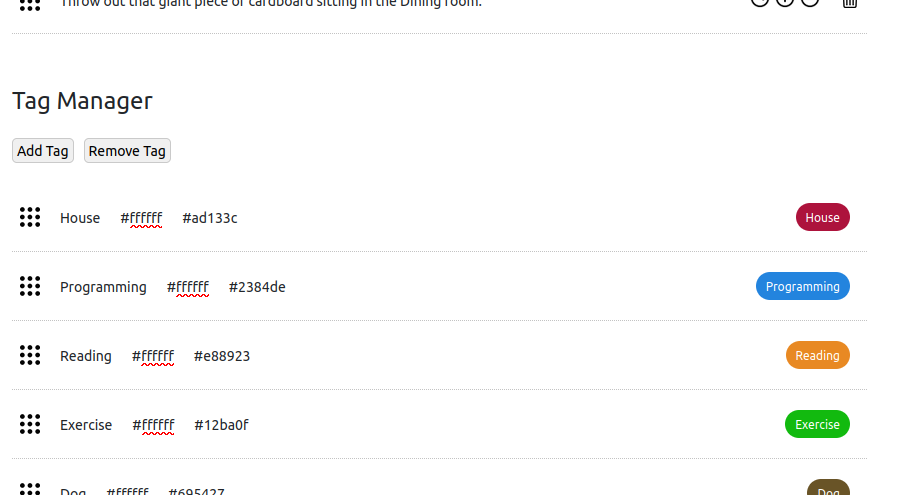 Throw out that giant piece of cardboard sitting in the Dining room.
Tag Manager
Add Tag Remove Tag
House #ffffff #ad133c House
Programming #ffffff #2384de Programming
Reading #ffffff #e88923 Reading
Exercise #ffffff #12ba0f Exercise
Dog #ffffff #695427 Dog